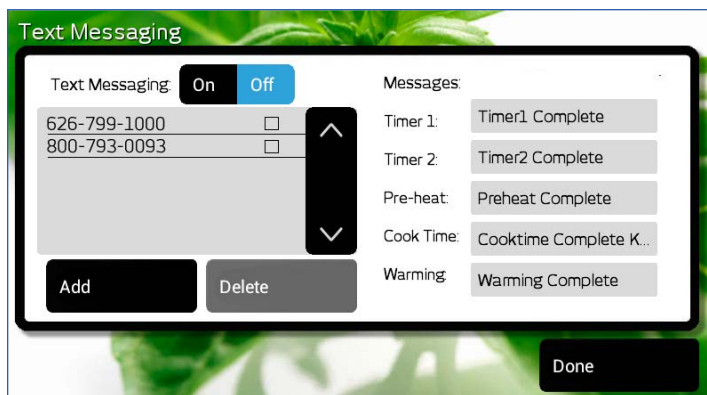 Text Messaging
Text Messaging: On Off
626-799-1000
800-793-0093
Add Delete
Messages:
Timer 1: Timer1 Complete
Timer 2: Timer2 Complete
Pre-heat: Preheat Complete
Cook Time: Cooktime Complete K...
Warming: Warming Complete
Done